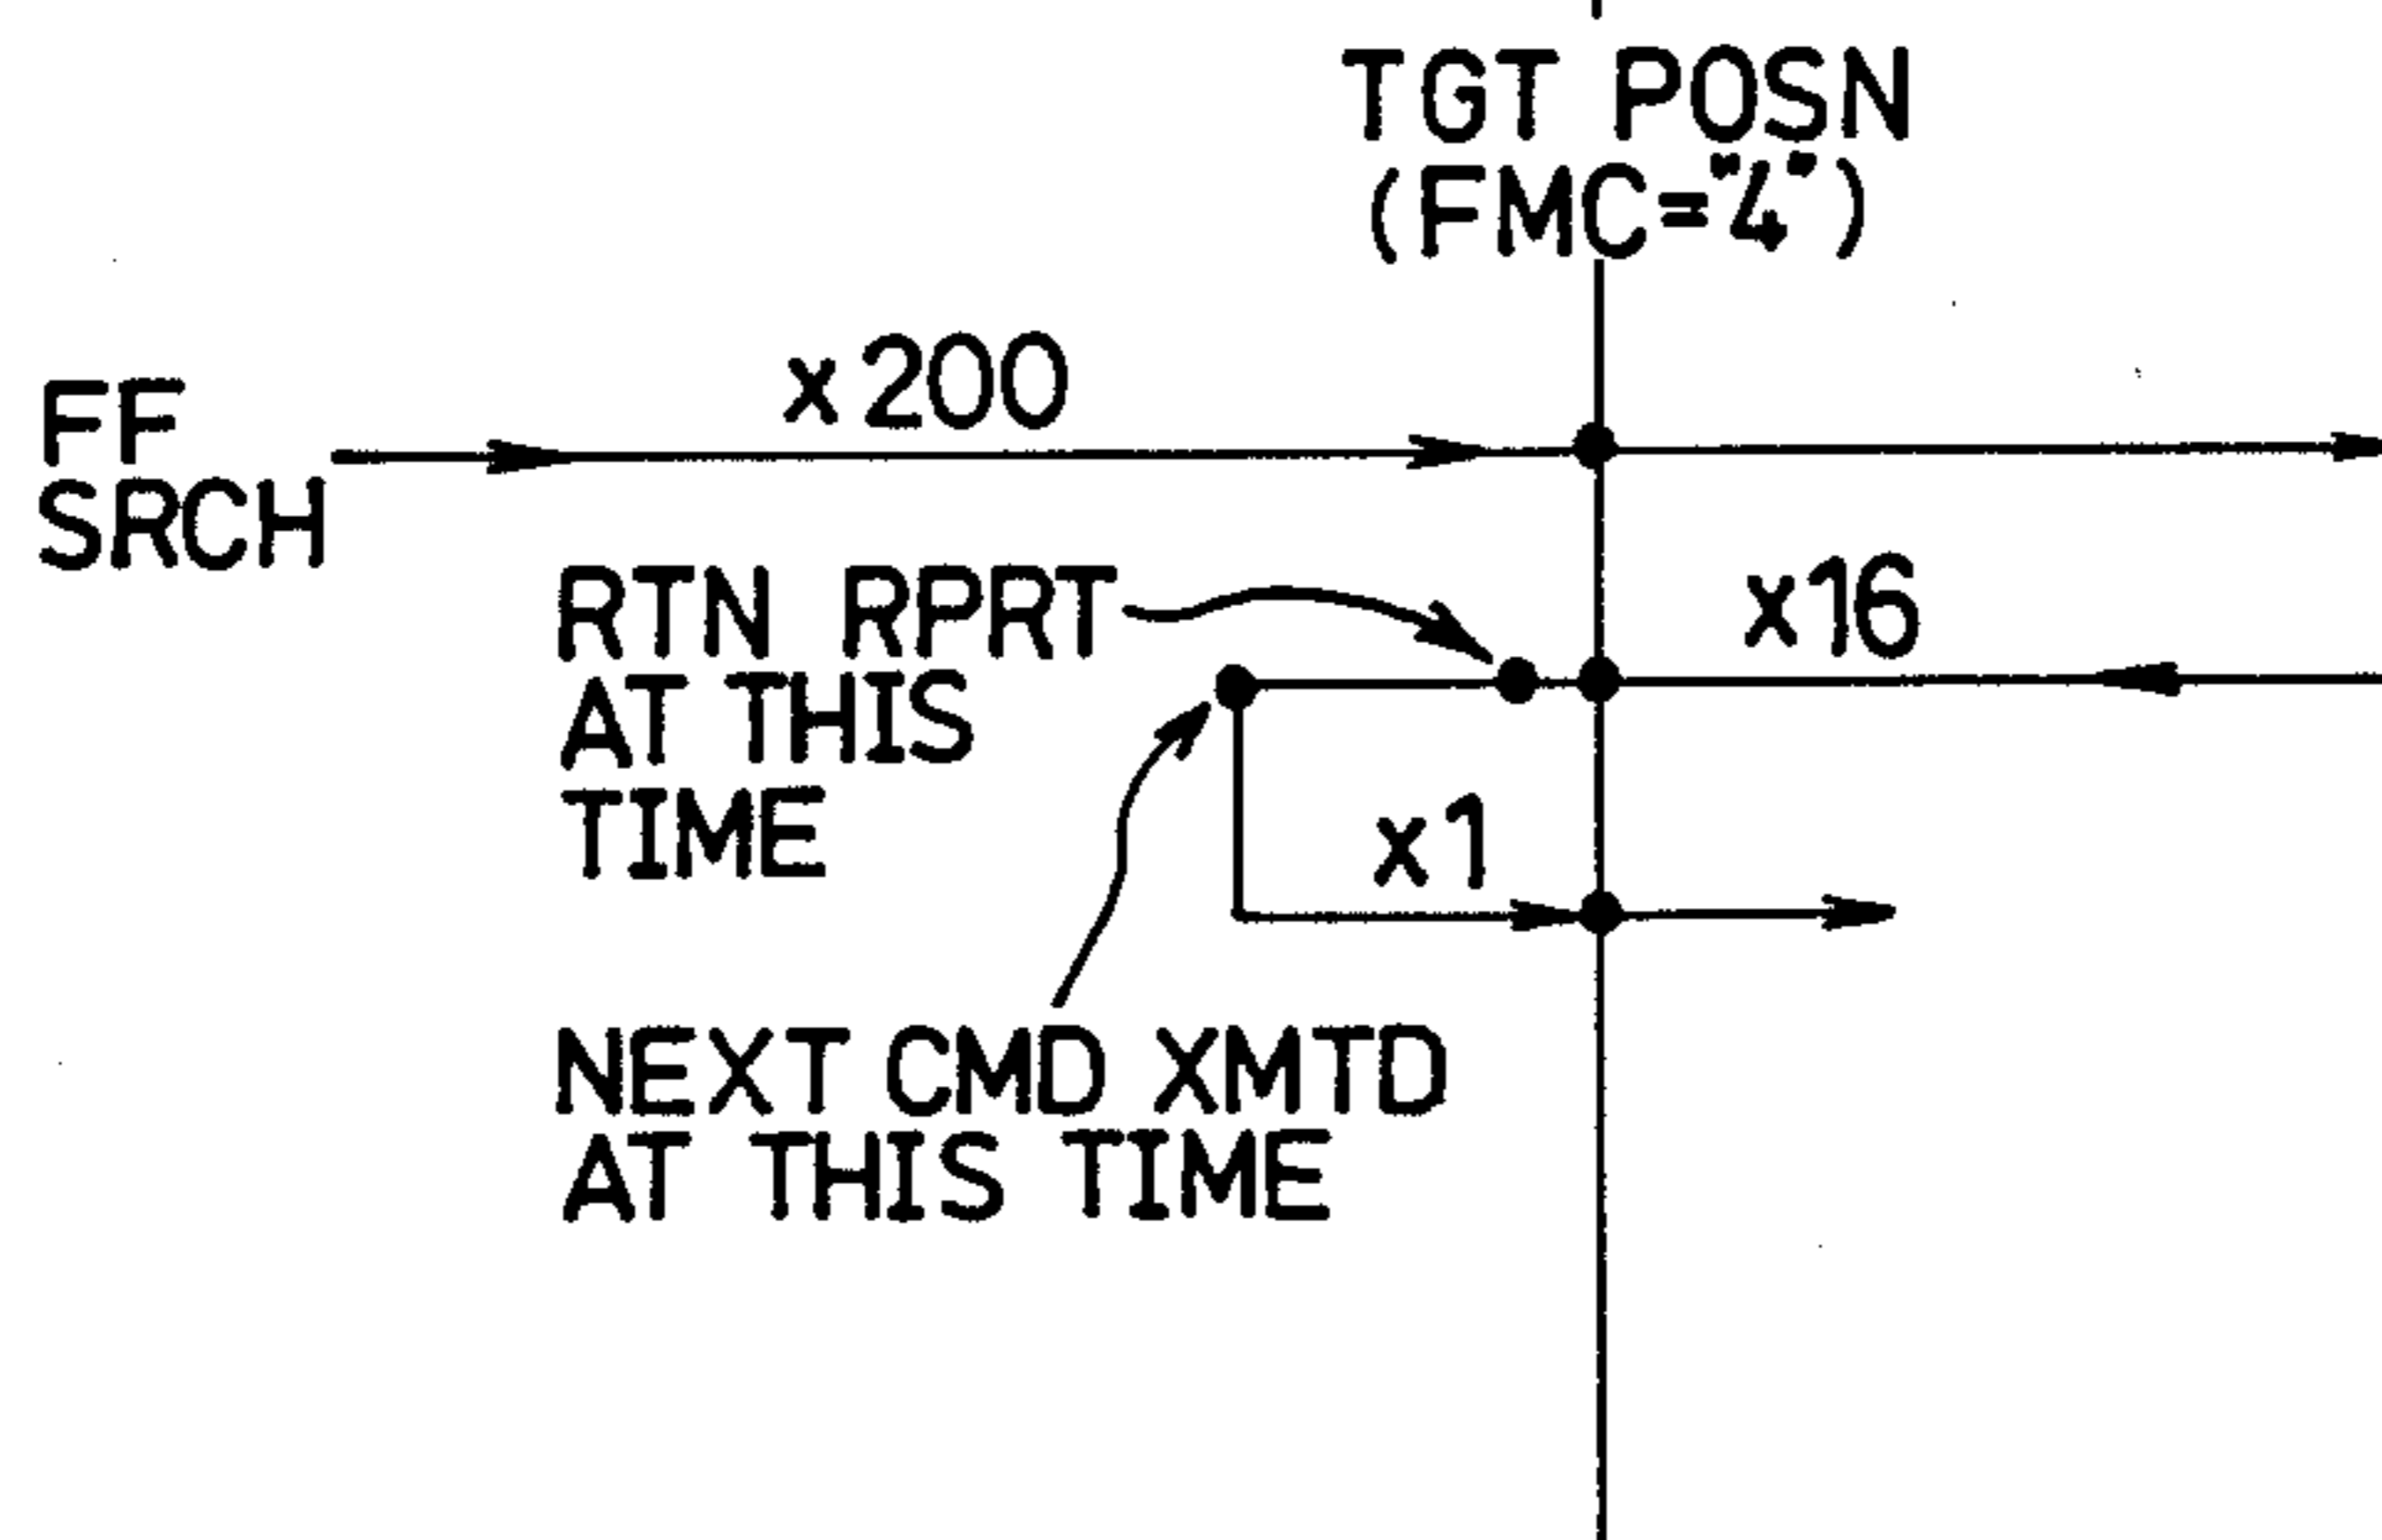 TGT POSN
(FMC="4")
x200
FF
SRCH
x16
RTN RPRT
AT THIS
TIME
x1
NEXT CMD XMTD
AT THIS TIME